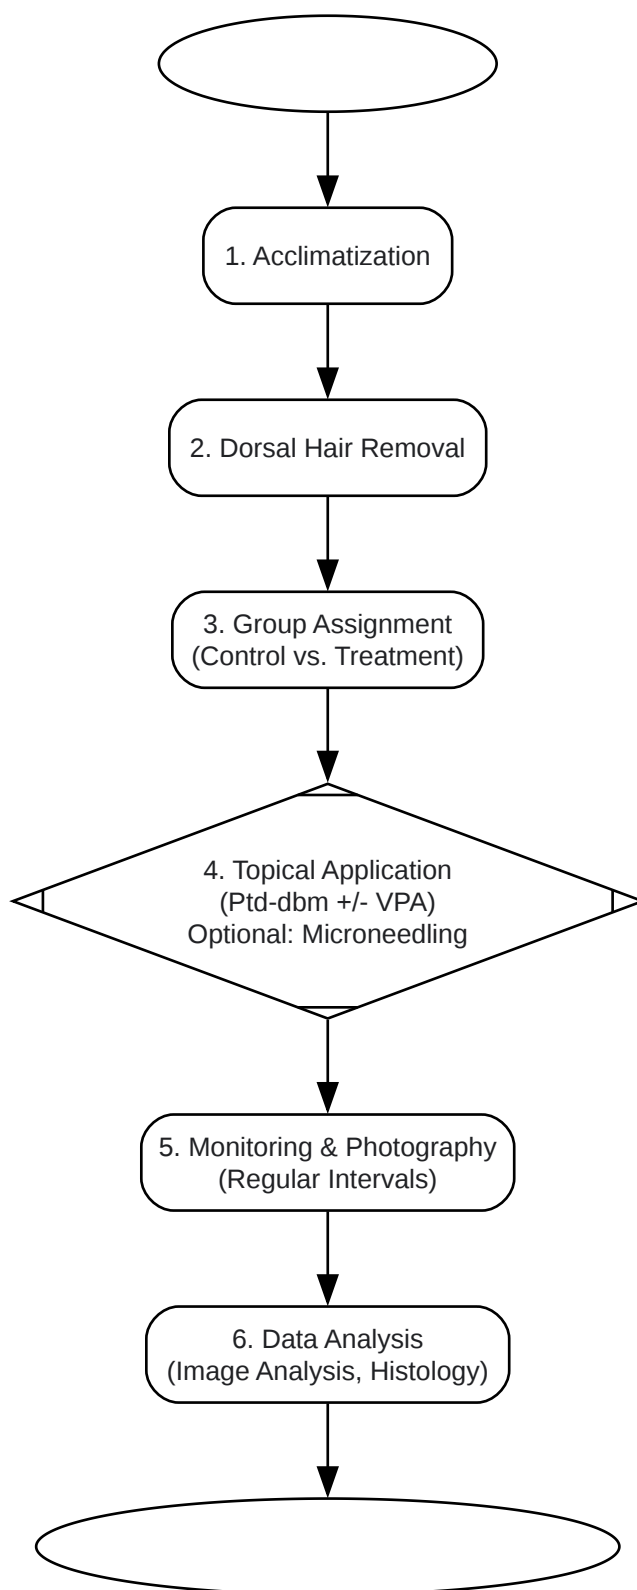 1. Acclimatization
2. Dorsal Hair Removal
3. Group Assignment
(Control vs. Treatment)
4. Topical Application
(Ptd-dbm +/- VPA)
Optional: Microneedling
5. Monitoring & Photography
(Regular Intervals)
6. Data Analysis
(Image Analysis, Histology)